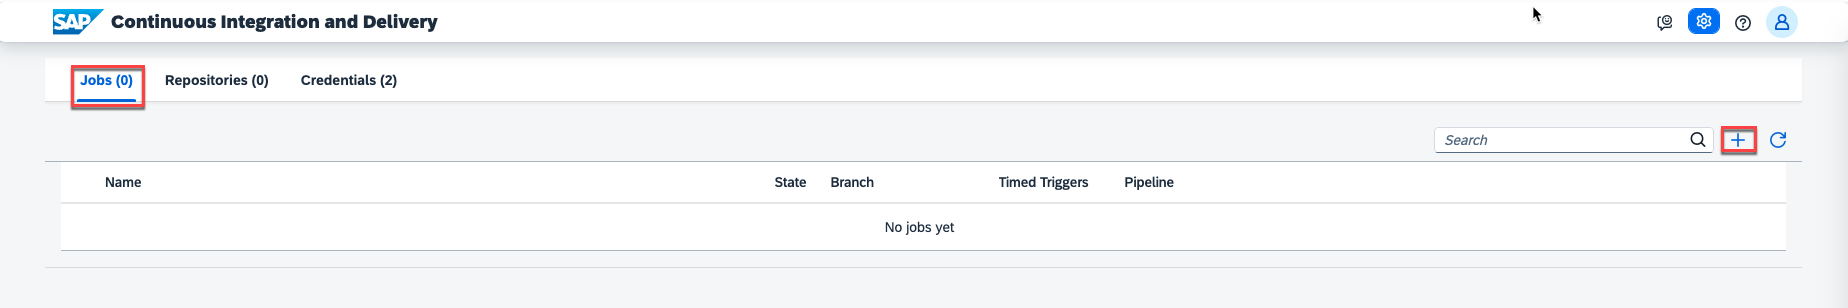 SAP Continuous Integration and Delivery
Jobs (0) Repositories (0) Credentials (2)
Search
Name State Branch Timed Triggers Pipeline
No jobs yet